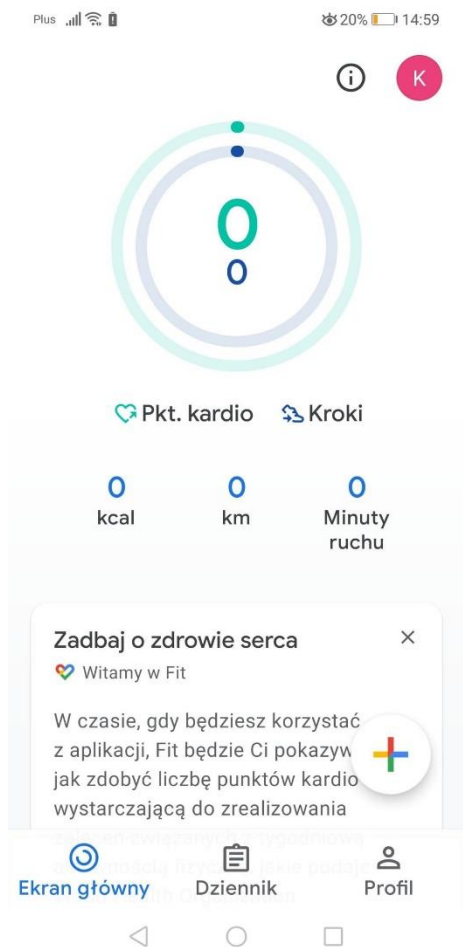 Plus 20% 14:59
K
0
0
Pkt. kardio Kroki
0 0 0
kcal km Minuty
ruchu
Zadbaj o zdrowie serca
Witamy w Fit
W czasie, gdy będziesz korzystać
z aplikacji, Fit będzie Ci pokazyw
jak zdobyć liczbę punktów kardio
wystarczającą do zrealizowania
Ekran główny Dziennik Profil